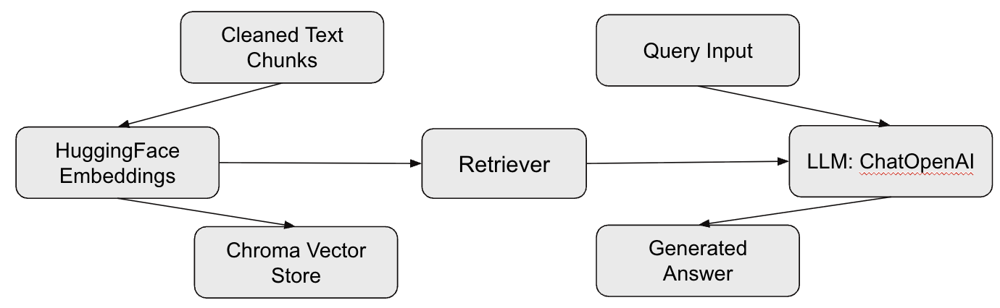 Cleaned Text
Chunks
Query Input
HuggingFace
Embeddings
Retriever
LLM: ChatOpenAI
Chroma Vector
Store
Generated
Answer